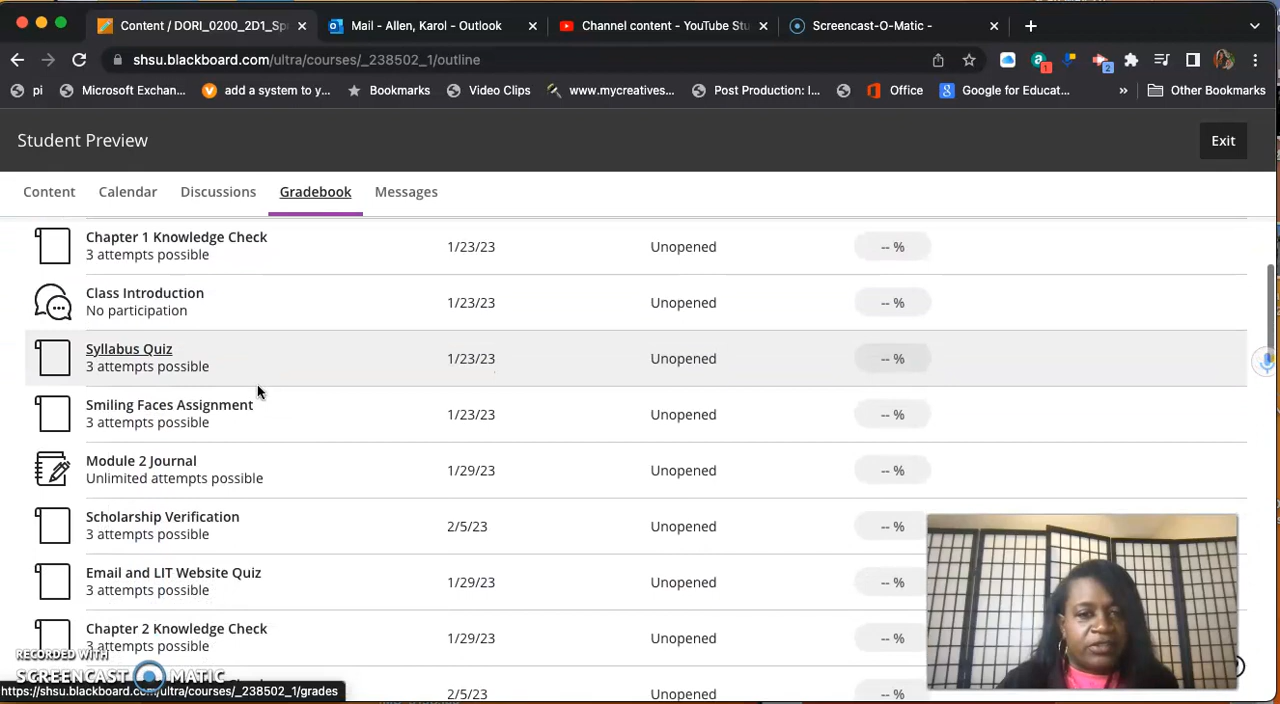 Content / DORI_0200_2D1_Sp
Mail - Allen, Karol - Outlook
Channel content - YouTube Stu
Screencast-O-Matic -
shsu.blackboard.com/ultra/courses/_238502_1/outline
1
2
pi
Microsoft Exchan...
add a system to y...
Bookmarks
Video Clips
www.mycreatives...
Post Production: I...
Office
Google for Educat...
»
Other Bookmarks
Student Preview
Exit
Content
Calendar
Discussions
Gradebook
Messages
Chapter 1 Knowledge Check
3 attempts possible
1/23/23
Unopened
-- %
Class Introduction
No participation
1/23/23
Unopened
-- %
Syllabus Quiz
3 attempts possible
1/23/23
Unopened
-- %
Smiling Faces Assignment
3 attempts possible
1/23/23
Unopened
-- %
Module 2 Journal
Unlimited attempts possible
1/29/23
Unopened
-- %
Scholarship Verification
3 attempts possible
2/5/23
Unopened
-- %
Email and LIT Website Quiz
3 attempts possible
1/29/23
Unopened
-- %
Chapter 2 Knowledge Check
3 attempts possible
1/29/23
Unopened
-- %
2/5/23
Unopened
-- %
RECORDED WITH
SCREENCAST MATIC
https://shsu.blackboard.com/ultra/courses/_238502_1/grades